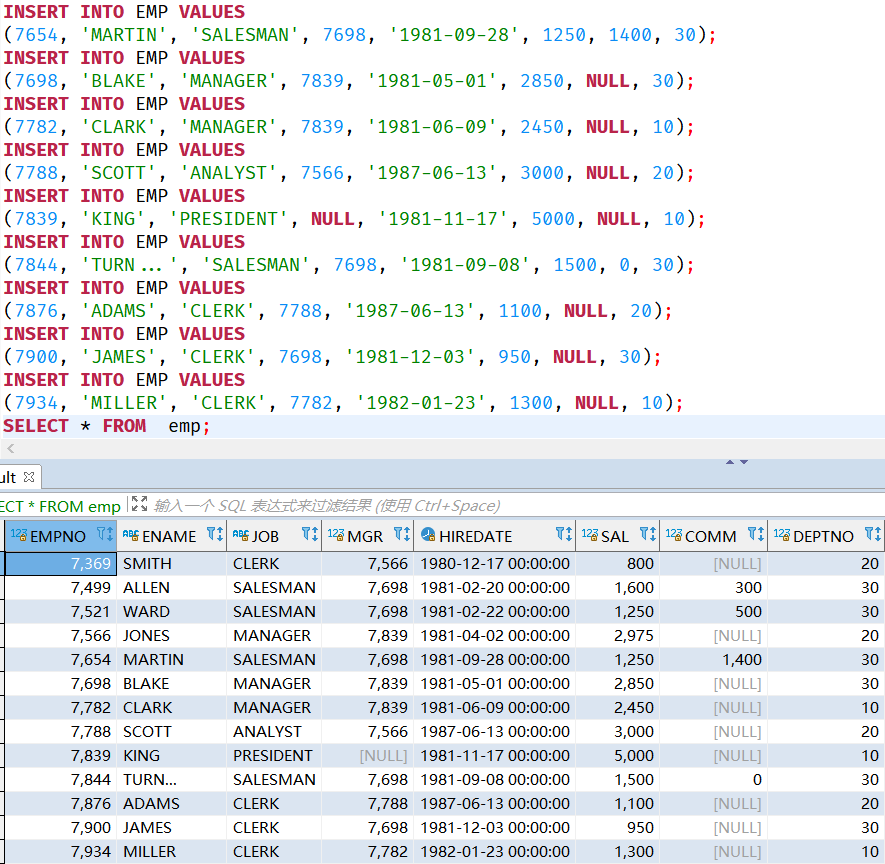 INSERT INTO EMP VALUES
(7654, 'MARTIN', 'SALESMAN', 7698, '1981-09-28', 1250, 1400, 30);
INSERT INTO EMP VALUES
(7698, 'BLAKE', 'MANAGER', 7839, '1981-05-01', 2850, NULL, 30);
INSERT INTO EMP VALUES
(7782, 'CLARK', 'MANAGER', 7839, '1981-06-09', 2450, NULL, 10);
INSERT INTO EMP VALUES
(7788, 'SCOTT', 'ANALYST', 7566, '1987-06-13', 3000, NULL, 20);
INSERT INTO EMP VALUES
(7839, 'KING', 'PRESIDENT', NULL, '1981-11-17', 5000, NULL, 10);
INSERT INTO EMP VALUES
(7844, 'TURN...', 'SALESMAN', 7698, '1981-09-08', 1500, 0, 30);
INSERT INTO EMP VALUES
(7876, 'ADAMS', 'CLERK', 7788, '1987-06-13', 1100, NULL, 20);
INSERT INTO EMP VALUES
(7900, 'JAMES', 'CLERK', 7698, '1981-12-03', 950, NULL, 30);
INSERT INTO EMP VALUES
(7934, 'MILLER', 'CLERK', 7782, '1982-01-23', 1300, NULL, 10);
SELECT * FROM emp;
ult
ECT * FROM emp 输入一个 SQL 表达式来过滤结果 (使用 Ctrl+Space)
123 EMPNO ABC ENAME ABC JOB 123 MGR HIREDATE 123 SAL 123 COMM 123 DEPTNO
7,369 SMITH CLERK 7,566 1980-12-17 00:00:00 800 [NULL] 20
7,499 ALLEN SALESMAN 7,698 1981-02-20 00:00:00 1,600 300 30
7,521 WARD SALESMAN 7,698 1981-02-22 00:00:00 1,250 500 30
7,566 JONES MANAGER 7,839 1981-04-02 00:00:00 2,975 [NULL] 20
7,654 MARTIN SALESMAN 7,698 1981-09-28 00:00:00 1,250 1,400 30
7,698 BLAKE MANAGER 7,839 1981-05-01 00:00:00 2,850 [NULL] 30
7,782 CLARK MANAGER 7,839 1981-06-09 00:00:00 2,450 [NULL] 10
7,788 SCOTT ANALYST 7,566 1987-06-13 00:00:00 3,000 [NULL] 20
7,839 KING PRESIDENT [NULL] 1981-11-17 00:00:00 5,000 [NULL] 10
7,844 TURN... SALESMAN 7,698 1981-09-08 00:00:00 1,500 0 30
7,876 ADAMS CLERK 7,788 1987-06-13 00:00:00 1,100 [NULL] 20
7,900 JAMES CLERK 7,698 1981-12-03 00:00:00 950 [NULL] 30
7,934 MILLER CLERK 7,782 1982-01-23 00:00:00 1,300 [NULL] 10